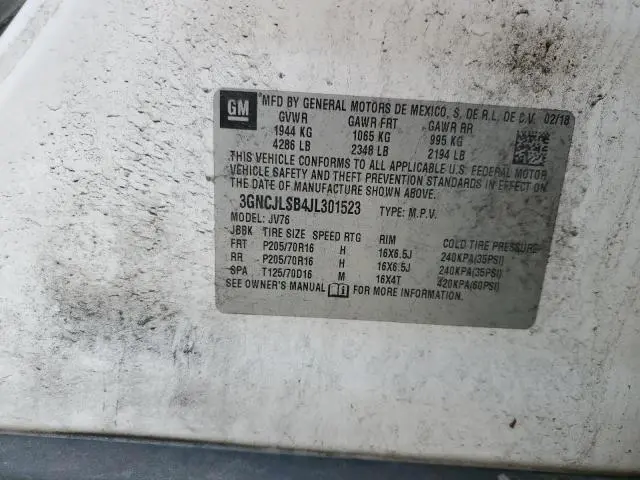 GM
MFD BY GENERAL MOTORS DE MEXICO, S. DE R.L. DE C.V. 02/18
GVWR GAWR FRT GAWR RR
1944 KG 1065 KG 995 KG
4286 LB 2348 LB 2194 LB
THIS VEHICLE CONFORMS TO ALL APPLICABLE U.S. FEDERAL MOTOR
VEHICLE SAFETY AND THEFT PREVENTION STANDARDS IN EFFECT ON THE
DATE OF MANUFACTURE SHOWN ABOVE.
3GNCJLSB4JL301523 TYPE: M.P.V.
MODEL: JV76
JBBK TIRE SIZE SPEED RTG RIM COLD TIRE PRESSURE
FRT P205/70R16 H 16X6.5J 240KPA(35PSI)
RR P205/70R16 H 16X6.5J 240KPA(35PSI)
SPA T125/70D16 M 16X4T 420KPA(60PSI)
SEE OWNER'S MANUAL FOR MORE INFORMATION.